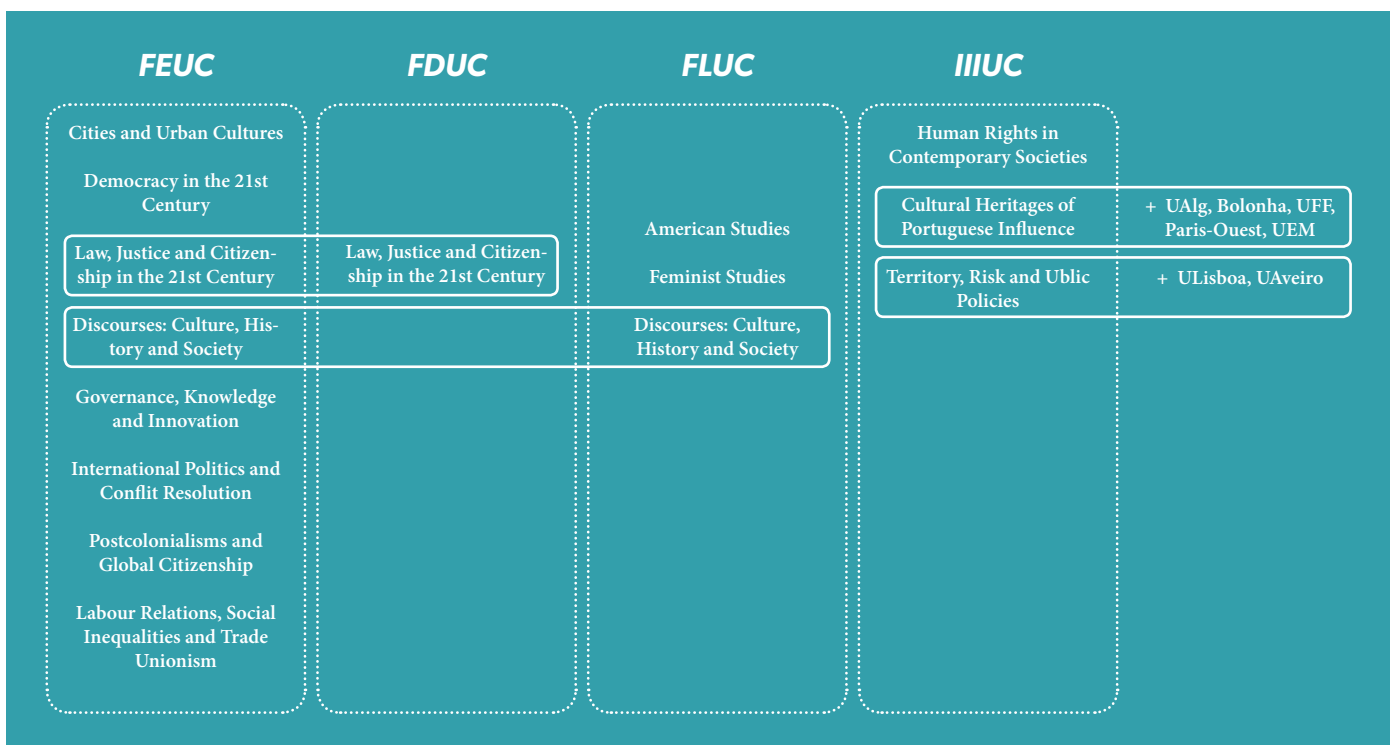 FEUC
Cities and Urban Cultures
Democracy in the 21st
Century
Law, Justice and Citizen-
ship in the 21st Century
Discourses: Culture, His-
tory and Society
Governance, Knowledge
and Innovation
International Politics and
Conflit Resolution
Postcolonialisms and
Global Citizenship
Labour Relations, Social
Inequalities and Trade
Unionism
FDUC
Law, Justice and Citizen-
ship in the 21st Century
FLUC
American Studies
Feminist Studies
Discourses: Culture,
History and Society
IIIUC
Human Rights in
Contemporary Societies
Cultural Heritages of
Portuguese Influence
+ UAlg, Bolonha, UFF,
Paris-Ouest, UEM
Territory, Risk and Ublic
Policies
+ ULisboa, UAveiro